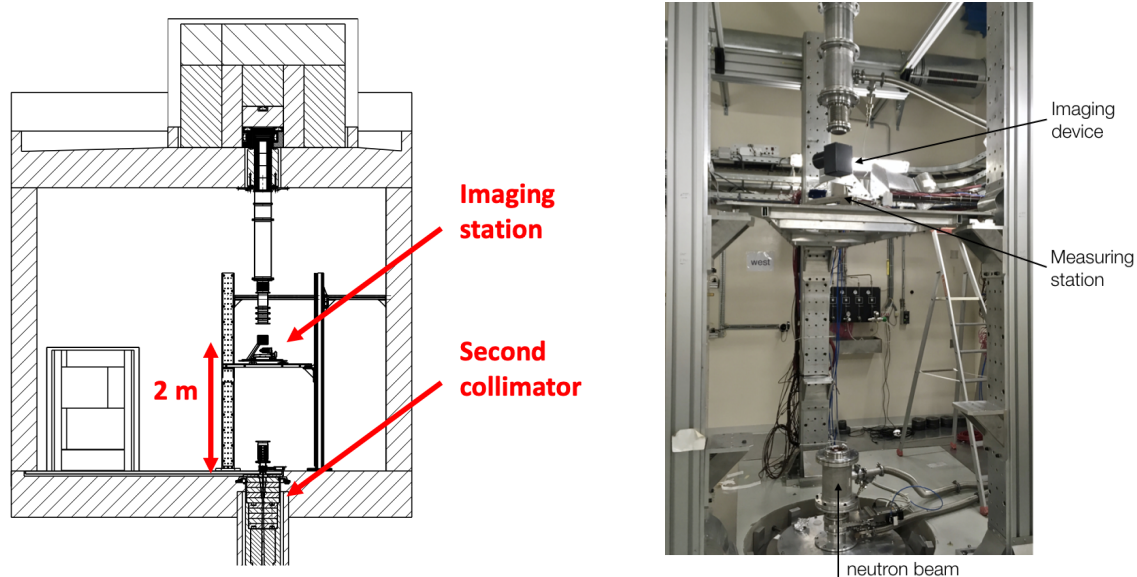 Imaging
station
Second
collimator
2 m
Imaging
device
Measuring
station
west
neutron beam